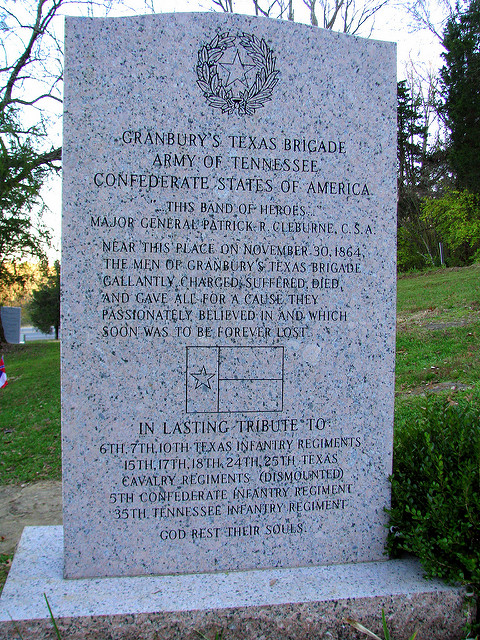 GRANBURY'S TEXAS BRIGADE
ARMY OF TENNESSEE
CONFEDERATE STATES OF AMERICA
"...THIS BAND OF HEROES..."
MAJOR GENERAL PATRICK R. CLEBURNE, C.S.A.
NEAR THIS PLACE ON NOVEMBER 30, 1864,
THE MEN OF GRANBURY'S TEXAS BRIGADE
GALLANTLY CHARGED, SUFFERED, DIED,
AND GAVE ALL FOR A CAUSE THEY
PASSIONATELY BELIEVED IN AND WHICH
SOON WAS TO BE FOREVER LOST.
IN LASTING TRIBUTE TO:
6TH, 7TH, 10TH TEXAS INFANTRY REGIMENTS
15TH, 17TH, 18TH, 24TH, 25TH TEXAS
CAVALRY REGIMENTS (DISMOUNTED)
5TH CONFEDERATE INFANTRY REGIMENT
35TH TENNESSEE INFANTRY REGIMENT
GOD REST THEIR SOULS.